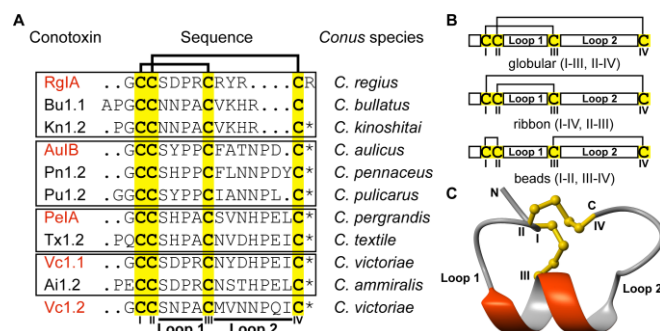 A
Conotoxin Sequence Conus species
RgIA ..GCCSDPRCRYR....CR C. regius
Bu1.1 APGCCNNPACVKHR...C C. bullatus
Kn1.2 .PGCCNNPACVKHR...C* C. kinoshitai
AuIB ..GCCSYPPCFATNPD.C* C. aulicus
Pn1.2 ..GCCSHPPCFLNNPDYC* C. pennaceus
Pu1.2 .GGCCSYPPCIANNPL.C* C. pulicarus
PeIA ..GCCSHPACSVNHPELC* C. pergrandis
Tx1.2 .PQCCSHPACNVDHPEIC* C. textile
Vc1.1 ..GCCSDPRCNYDHPEIC* C. victoriae
Ai1.2 .PECCSDPRCNSTHPELC* C. ammiralis
Vc1.2 ..GCCSNPACMVNNPQIC* C. victoriae
I II Loop 1 III Loop 2 IV
B
C C Loop 1 C Loop 2 C
I II III IV
globular (I-III, II-IV)
C C Loop 1 C Loop 2 C
I II III IV
ribbon (I-IV, II-III)
C C Loop 1 C Loop 2 C
I II III IV
beads (I-II, III-IV)
C
N
C
II I IV
III
Loop 1 Loop 2